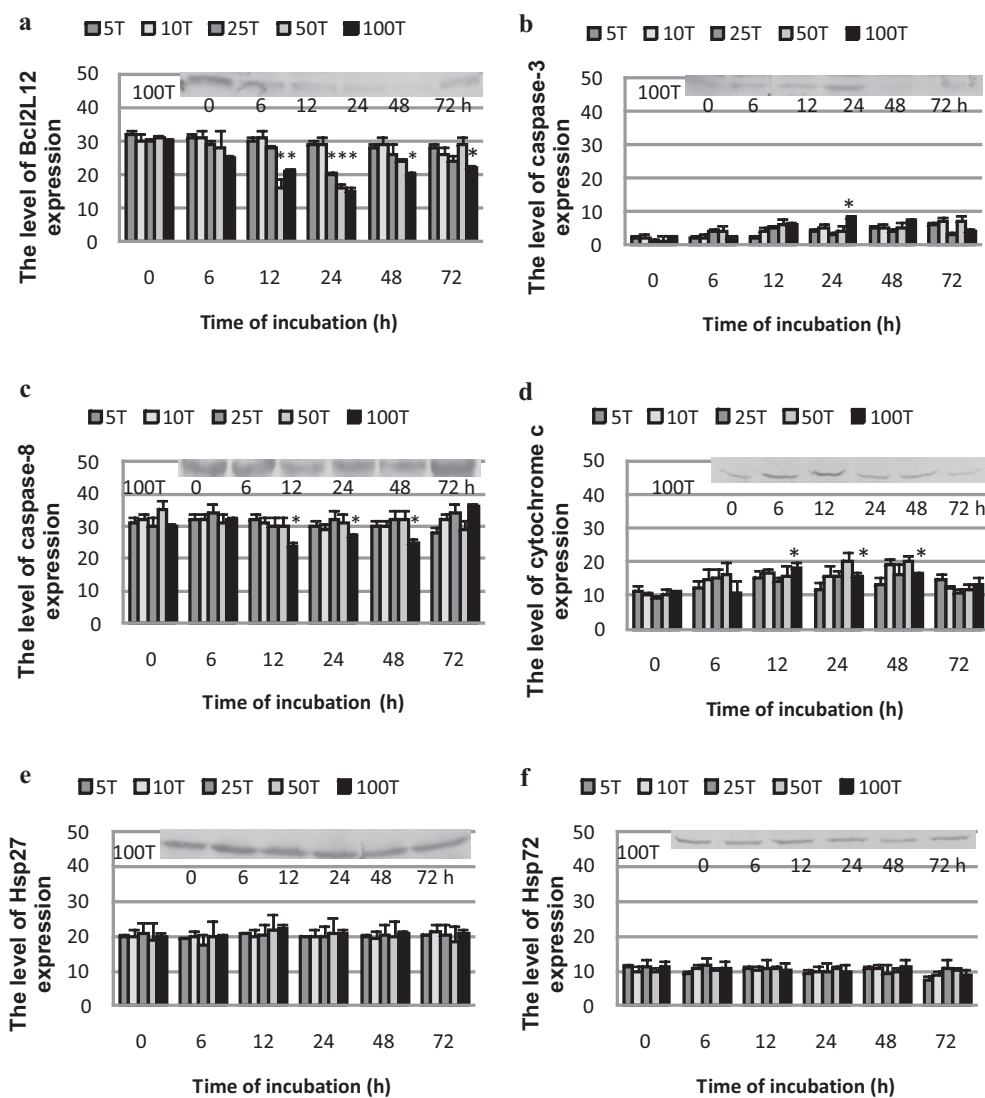 a
5T 10T 25T 50T 100T
The level of Bcl2L12
expression
50
40
30
20
10
0
100T
0 6 12 24 48 72 h
** *** * *
0 6 12 24 48 72
Time of incubation (h)
b
5T 10T 25T 50T 100T
The level of caspase-3
expression
50
40
30
20
10
0
100T
0 6 12 24 48 72 h
*
0 6 12 24 48 72
Time of incubation (h)
c
5T 10T 25T 50T 100T
The level of caspase-8
expression
50
40
30
20
10
0
100T
0 6 12 24 48 72 h
* * *
0 6 12 24 48 72
Time of incubation (h)
d
5T 10T 25T 50T 100T
The level of cytochrome c
expression
50
40
30
20
10
0
100T
0 6 12 24 48 72 h
* * *
0 6 12 24 48 72
Time of incubation (h)
e
5T 10T 25T 50T 100T
The level of Hsp27
expression
50
40
30
20
10
0
100T
0 6 12 24 48 72 h
0 6 12 24 48 72
Time of incubation (h)
f
5T 10T 25T 50T 100T
The level of Hsp72
expression
50
40
30
20
10
0
100T
0 6 12 24 48 72 h
0 6 12 24 48 72
Time of incubation (h)